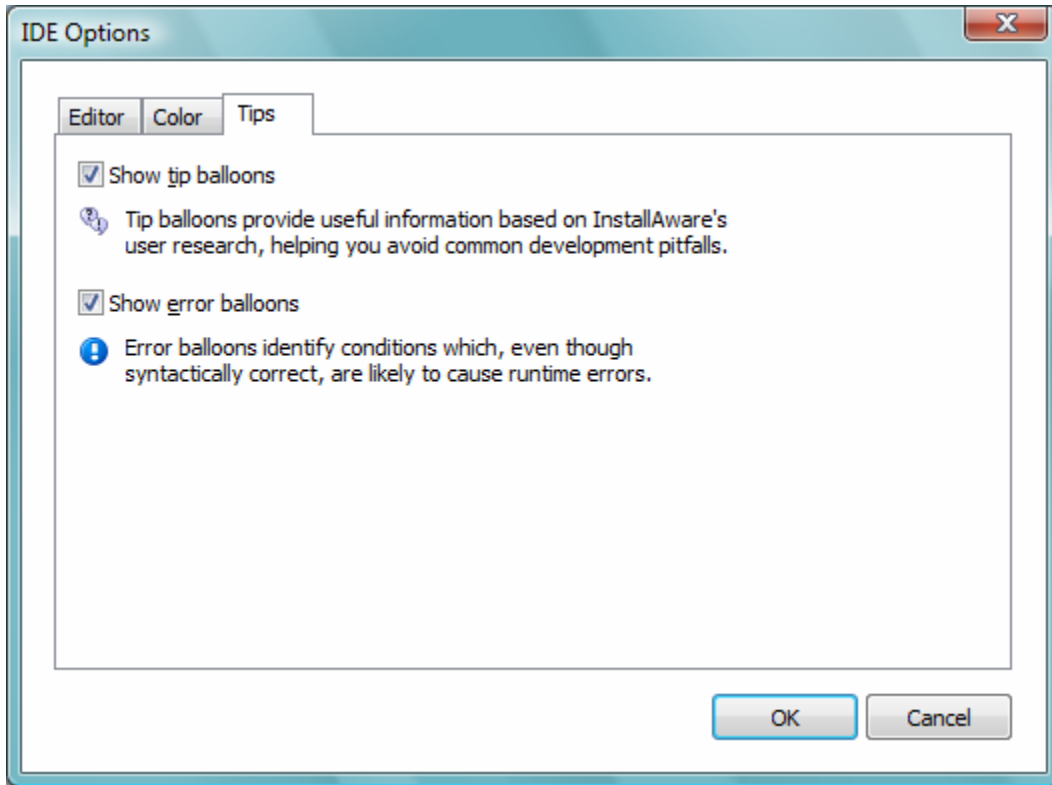 IDE Options
Editor Color Tips
Show tip balloons
Tip balloons provide useful information based on InstallAware's
user research, helping you avoid common development pitfalls.
Show error balloons
Error balloons identify conditions which, even though
syntactically correct, are likely to cause runtime errors.
OK Cancel